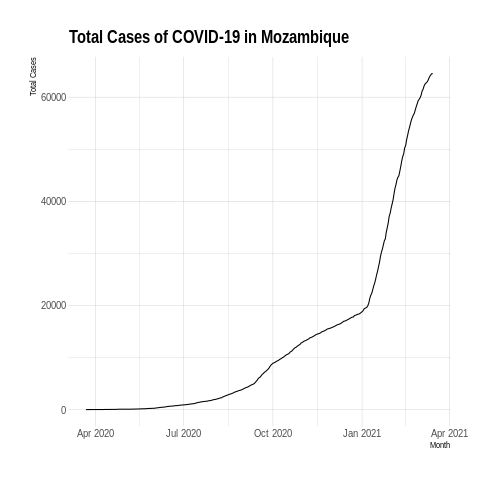 Total Cases of COVID-19 in Mozambique
Total Cases
60000
40000
20000
0
Apr 2020 Jul 2020 Oct 2020 Jan 2021 Apr 2021
Month